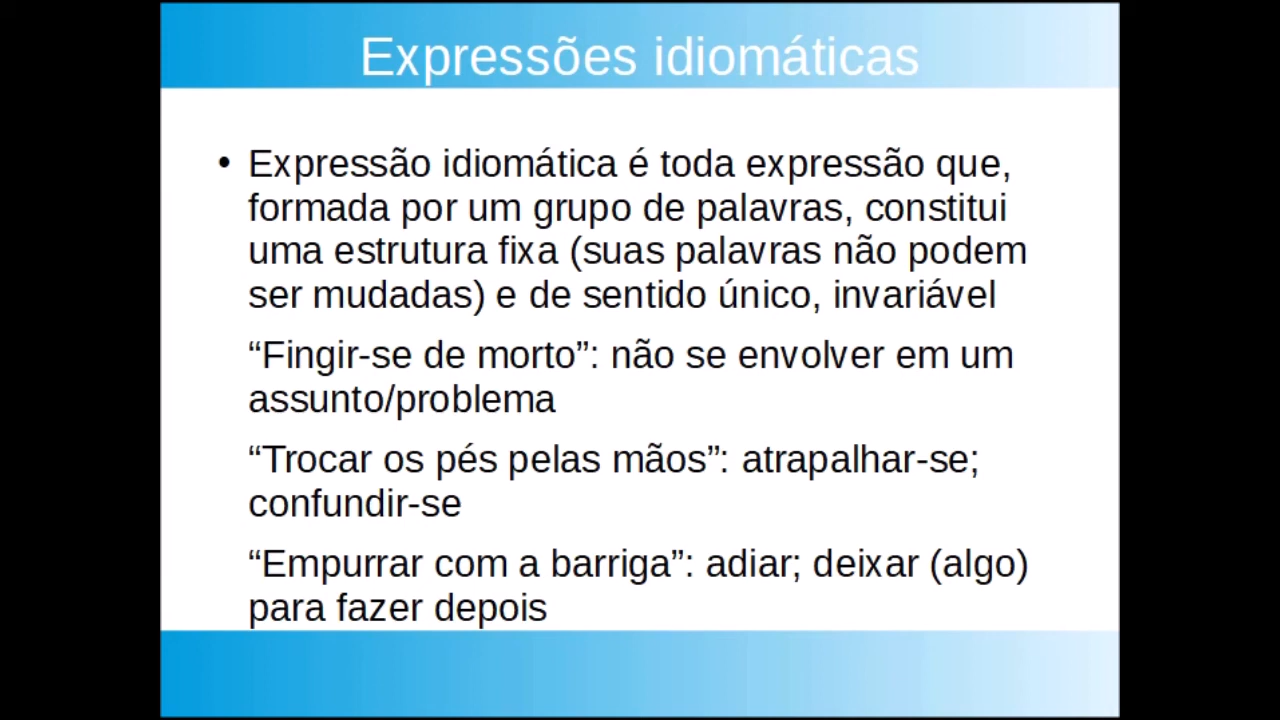 Expressões idiomáticas
• Expressão idiomática é toda expressão que,
formada por um grupo de palavras, constitui
uma estrutura fixa (suas palavras não podem
ser mudadas) e de sentido único, invariável
“Fingir-se de morto”: não se envolver em um
assunto/problema
“Trocar os pés pelas mãos”: atrapalhar-se;
confundir-se
“Empurrar com a barriga”: adiar; deixar (algo)
para fazer depois